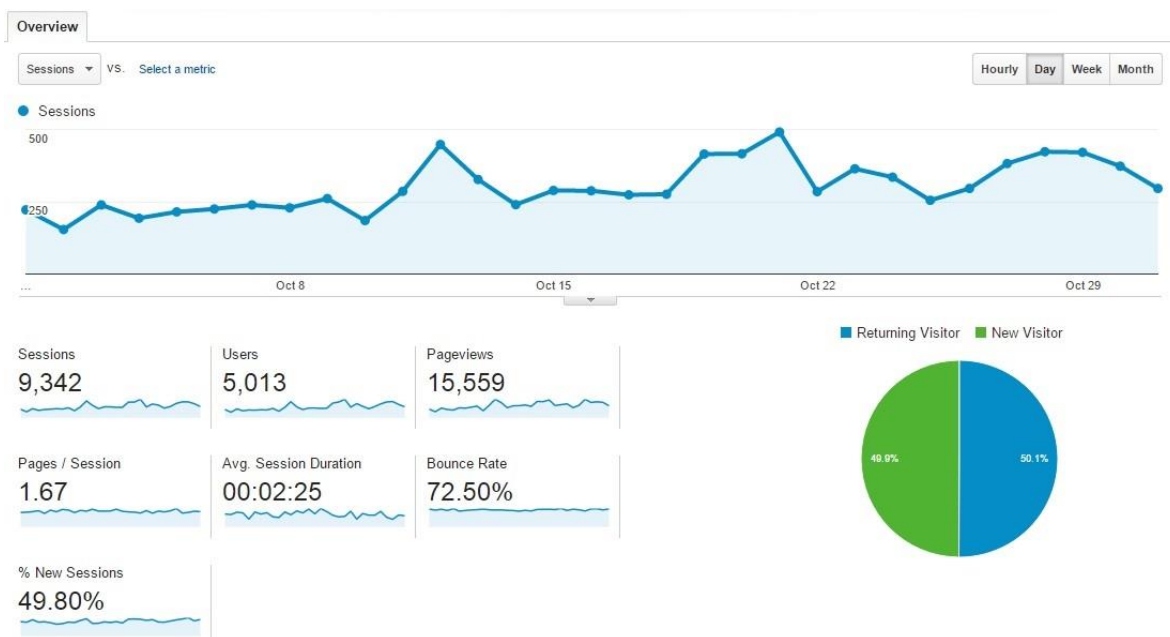 Overview
Sessions VS. Select a metric Hourly Day Week Month
Sessions
500
250
... Oct 8 Oct 15 Oct 22 Oct 29
Returning Visitor New Visitor
Sessions Users Pageviews
9,342 5,013 15,559
49.9% 50.1%
Pages / Session Avg. Session Duration Bounce Rate
1.67 00:02:25 72.50%
% New Sessions
49.80%